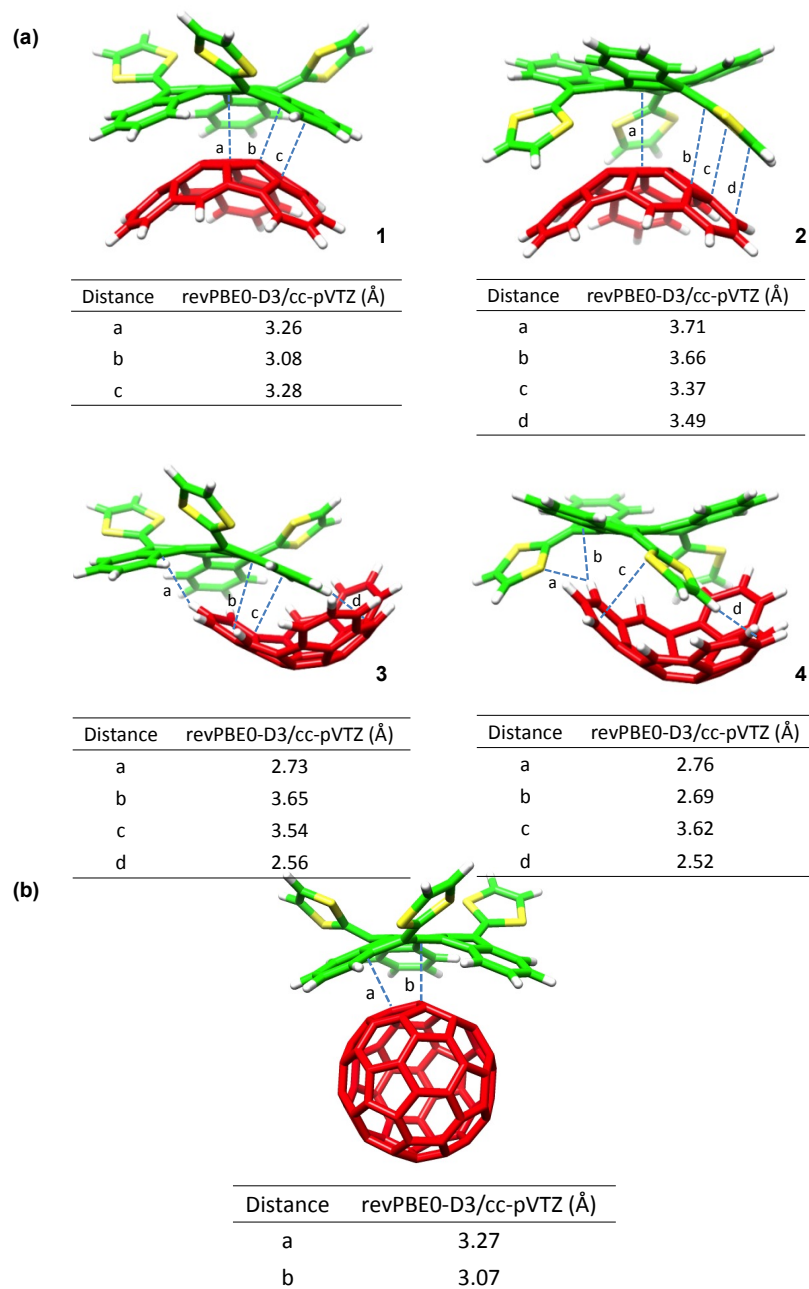 (a)
a
b
c
1
a
b
c
d
2
Distance revPBE0-D3/cc-pVTZ (Å)
a 3.26
b 3.08
c 3.28
Distance revPBE0-D3/cc-pVTZ (Å)
a 3.71
b 3.66
c 3.37
d 3.49
a
b
c
d
3
a
b
c
d
4
Distance revPBE0-D3/cc-pVTZ (Å)
a 2.73
b 3.65
c 3.54
d 2.56
Distance revPBE0-D3/cc-pVTZ (Å)
a 2.76
b 2.69
c 3.62
d 2.52
(b)
a
b
Distance revPBE0-D3/cc-pVTZ (Å)
a 3.27
b 3.07